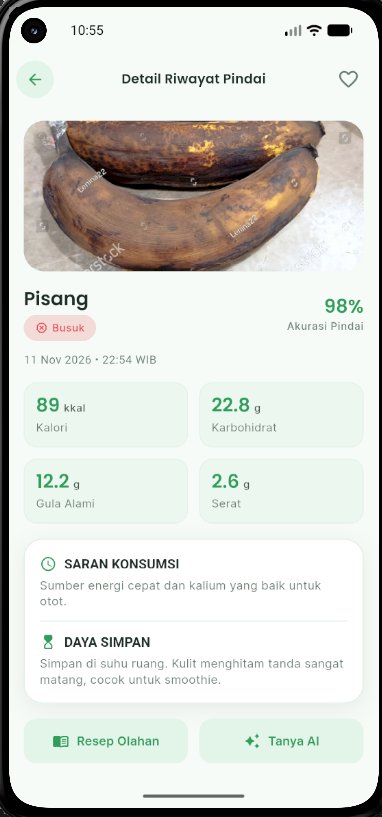 10:55
Detail Riwayat Pindai
Lemina22
Lemina22
Pisang
98%
Busuk
Akurasi Pindai
11 Nov 2026 • 22:54 WIB
89 kkal
22.8 g
Kalori
Karbohidrat
12.2 g
2.6 g
Gula Alami
Serat
SARAN KONSUMSI
Sumber energi cepat dan kalium yang baik untuk
otot.
DAYA SIMPAN
Simpan di suhu ruang. Kulit menghitam tanda sangat
matang, cocok untuk smoothie.
Resep Olahan
Tanya AI